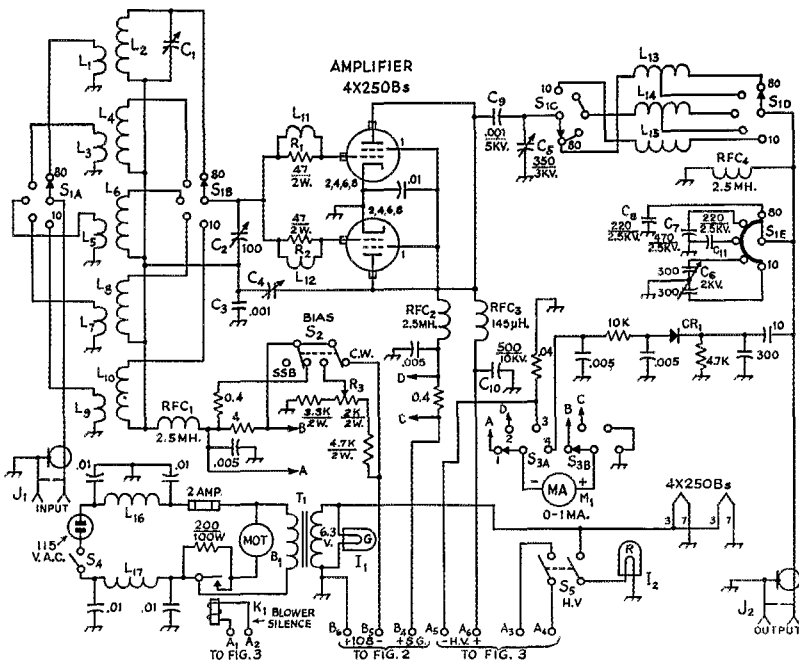 AMPLIFIER
4X250Bs
L1
L2
C1
L4
L3
L6
80
S1A
10
L5
80
S1B
10
L8
L7
L10
L9
L11
R1
47
2W.
2,4,6,8
2,4,6,8
1
.01
47
2W.
R2
L12
1
C2
100
C4
C3
.001
C9
.001
5KV.
C5
350
3KV.
10
S1C
80
L13
L14
L15
80
S1D
10
RFC4
2.5MH.
C8
220
2.5KV.
C7
220
2.5KV.
470
2.5KV.
C11
80
S1E
10
300
C6
2KV.
300
RFC2
2.5MH.
RFC3
145µH.
.005
D
0.4
C
500
10KV.
C10
.04
10K
CR1
10
.005
.005
4.7K
300
BIAS
S2
SSB
C.W.
R3
3.3K
2W.
2K
2W.
4.7K
2W.
0.4
4
B
RFC1
2.5MH.
.005
A
A
D
1
2
3
4
S3A
B
C
S3B
-
MA
+
M1
0-1MA.
J1
INPUT
.01
.01
L16
2 AMP.
115
V.A.C.
S4
L17
200
100W
MOT
B1
T1
6.3
V.
G
I1
.01
.01
K1
BLOWER
SILENCE
A1
A2
TO FIG.3
B6
B5
B4
A5
A6
A3
A4
+108-
+S.G.
-H.V.+
TO FIG.2
TO FIG.3
S5
H.V
R
I2
4X250Bs
3
7
3
7
J2
OUTPUT